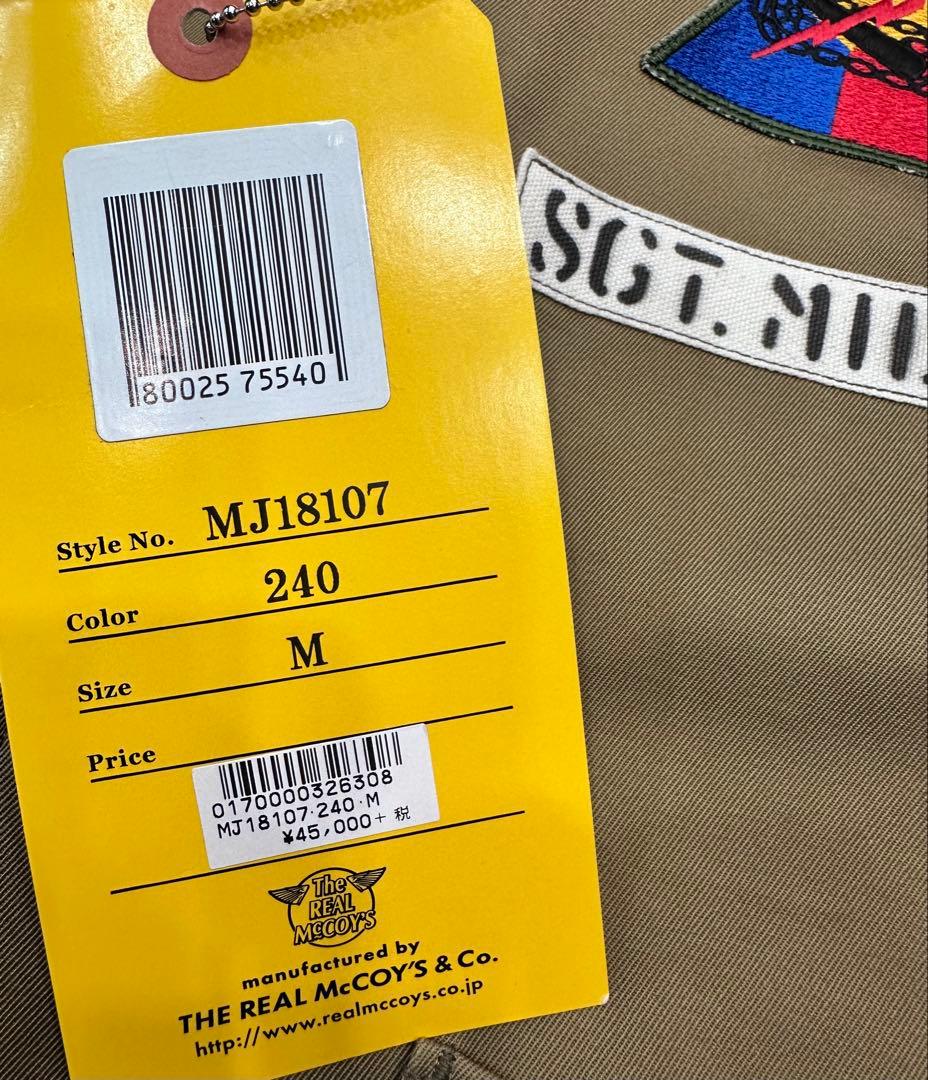 80025 75540
SGT.
Style No. MJ18107
Color 240
Size M
Price
0170000326308
MJ18107·240·M
¥45,000+ 税
The
REAL
McCOY'S
manufactured by
THE REAL McCOY'S & Co.
http://www.realmccoys.co.jp